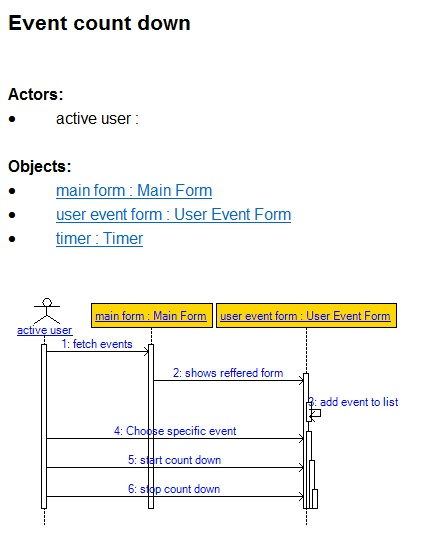 Event count down
Actors:
• active user :
Objects:
• main form : Main Form
• user event form : User Event Form
• timer : Timer
active user
main form : Main Form
user event form : User Event Form
1: fetch events
2: shows reffered form
3: add event to list
4: Choose specific event
5: start count down
6: stop count down